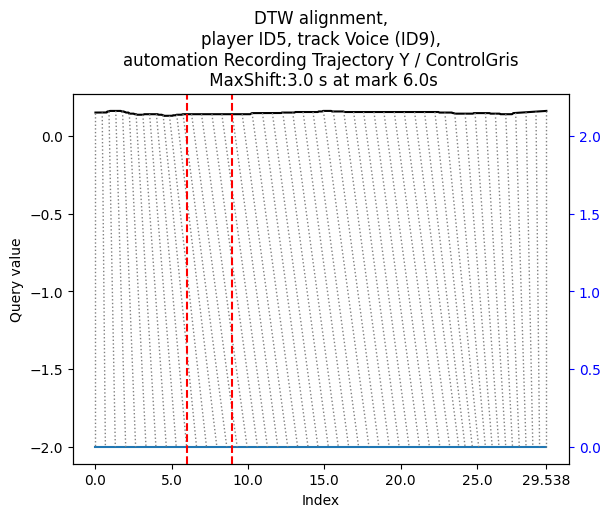 DTW alignment,
player ID5, track Voice (ID9),
automation Recording Trajectory Y / ControlGris
MaxShift:3.0 s at mark 6.0s
0.0
−0.5
−1.0
−1.5
−2.0
Query value
2.0
1.5
1.0
0.5
0.0
0.0 5.0 10.0 15.0 20.0 25.0 29.538
Index